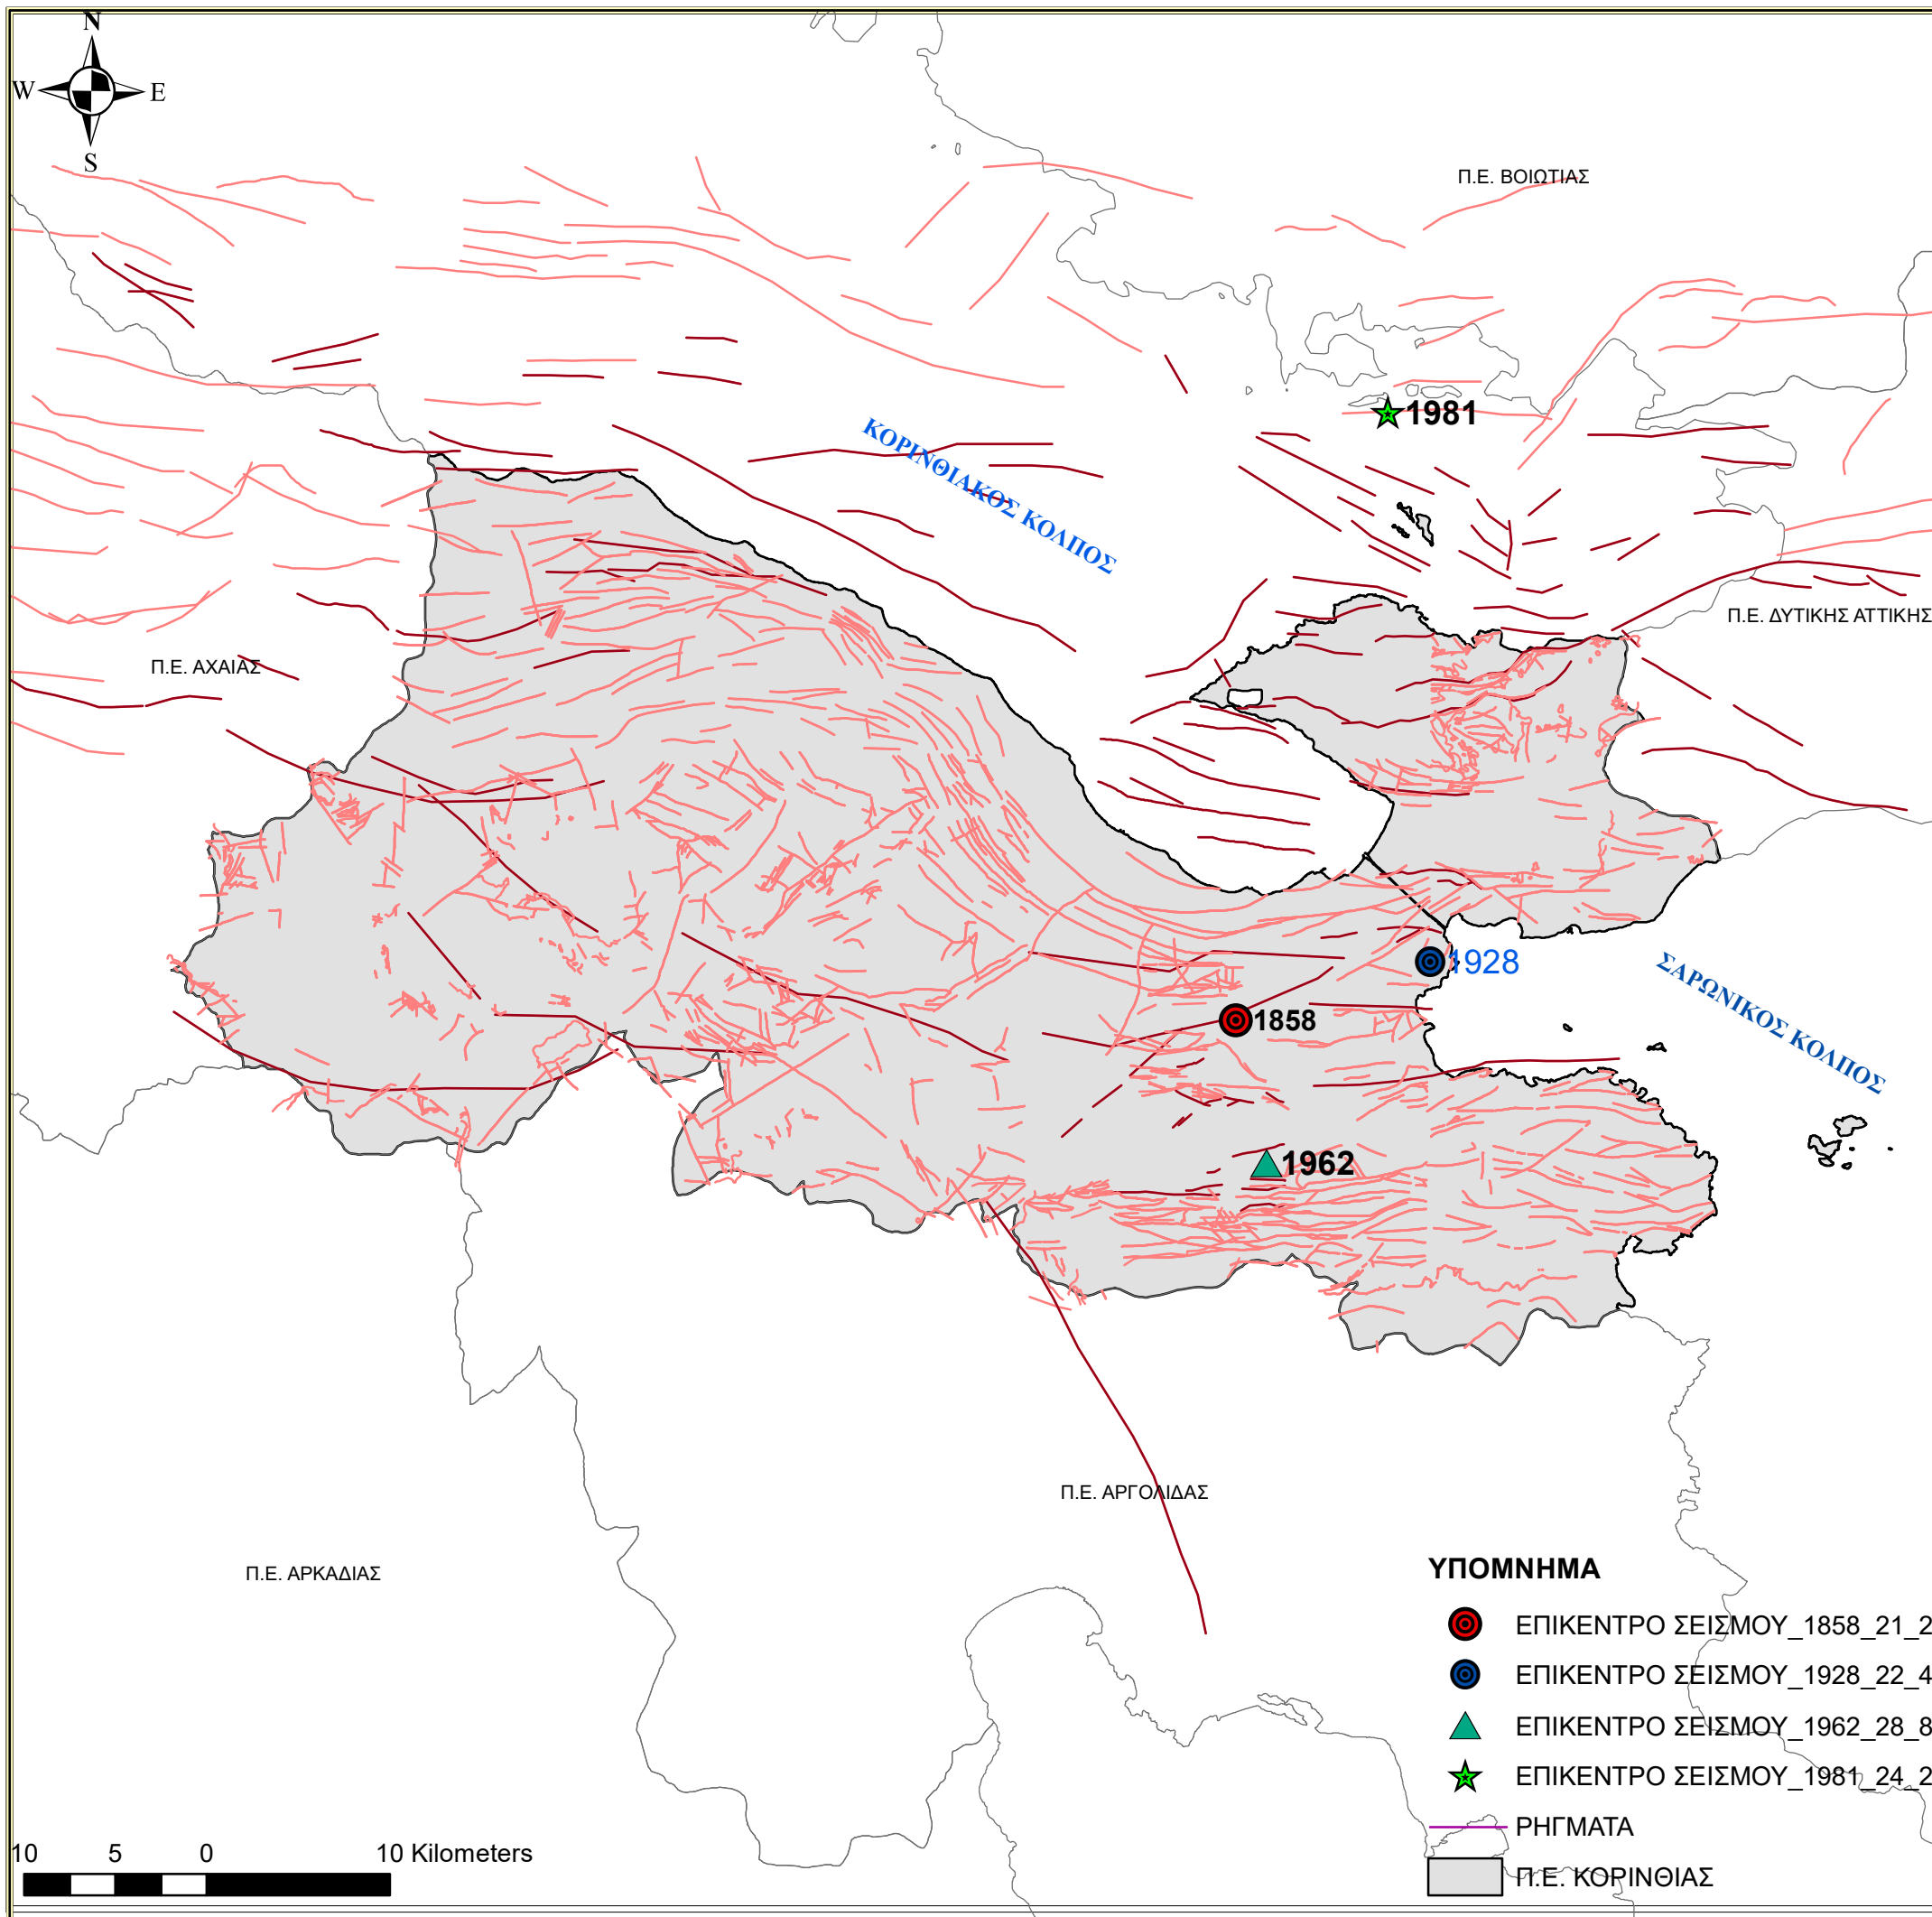 N
W E
S
Π.Ε. ΒΟΙΩΤΙΑΣ
1981
ΚΟΡΙΝΘΙΑΚΟΣ ΚΟΛΠΟΣ
Π.Ε. ΔΥΤΙΚΗΣ ΑΤΤΙΚΗΣ
Π.Ε. ΑΧΑΙΑΣ
1928
ΣΑΡΩΝΙΚΟΣ ΚΟΛΠΟΣ
1858
1962
Π.Ε. ΑΡΓΟΛΙΔΑΣ
Π.Ε. ΑΡΚΑΔΙΑΣ
ΥΠΟΜΝΗΜΑ
ΕΠΙΚΕΝΤΡΟ ΣΕΙΣΜΟΥ_1858_21_2
ΕΠΙΚΕΝΤΡΟ ΣΕΙΣΜΟΥ_1928_22_4
ΕΠΙΚΕΝΤΡΟ ΣΕΙΣΜΟΥ_1962_28_8
ΕΠΙΚΕΝΤΡΟ ΣΕΙΣΜΟΥ_1981_24_2
ΡΗΓΜΑΤΑ
Π.Ε. ΚΟΡΙΝΘΙΑΣ
10 5 0 10 Kilometers